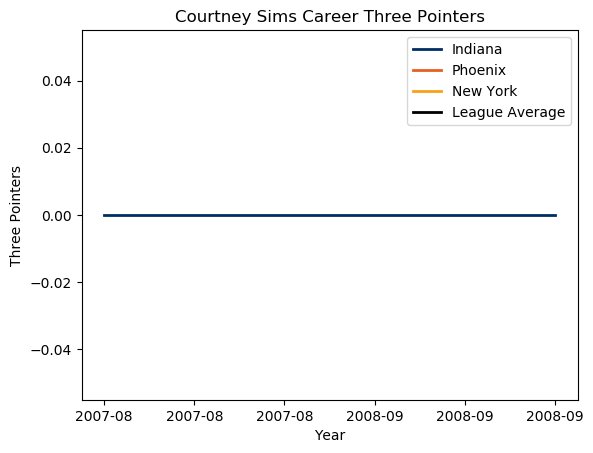 Courtney Sims Career Three Pointers
Indiana
Phoenix
New York
League Average
Three Pointers
0.04
0.02
0.00
−0.02
−0.04
2007-08 2007-08 2007-08 2008-09 2008-09 2008-09
Year